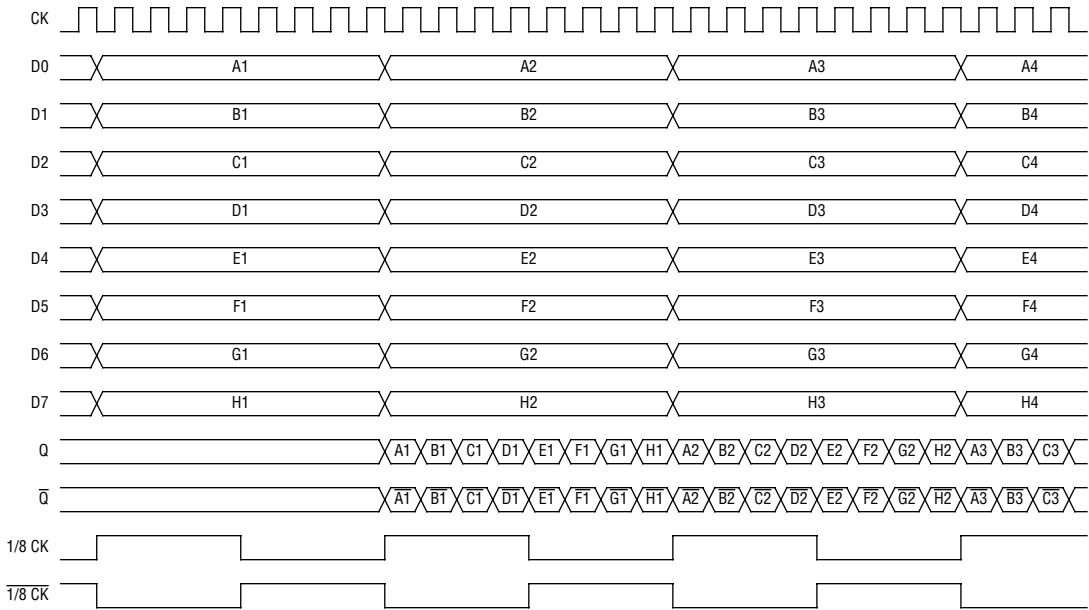 CK
D0 A1 A2 A3 A4
D1 B1 B2 B3 B4
D2 C1 C2 C3 C4
D3 D1 D2 D3 D4
D4 E1 E2 E3 E4
D5 F1 F2 F3 F4
D6 G1 G2 G3 G4
D7 H1 H2 H3 H4
Q A1 B1 C1 D1 E1 F1 G1 H1 A2 B2 C2 D2 E2 F2 G2 H2 A3 B3 C3
Q̅ A̅1̅ B̅1̅ C̅1̅ D̅1̅ E̅1̅ F̅1̅ G̅1̅ H̅1̅ A̅2̅ B̅2̅ C̅2̅ D̅2̅ E̅2̅ F̅2̅ G̅2̅ H̅2̅ A̅3̅ B̅3̅ C̅3̅
1/8 CK
1̅/̅8̅ ̅C̅K̅